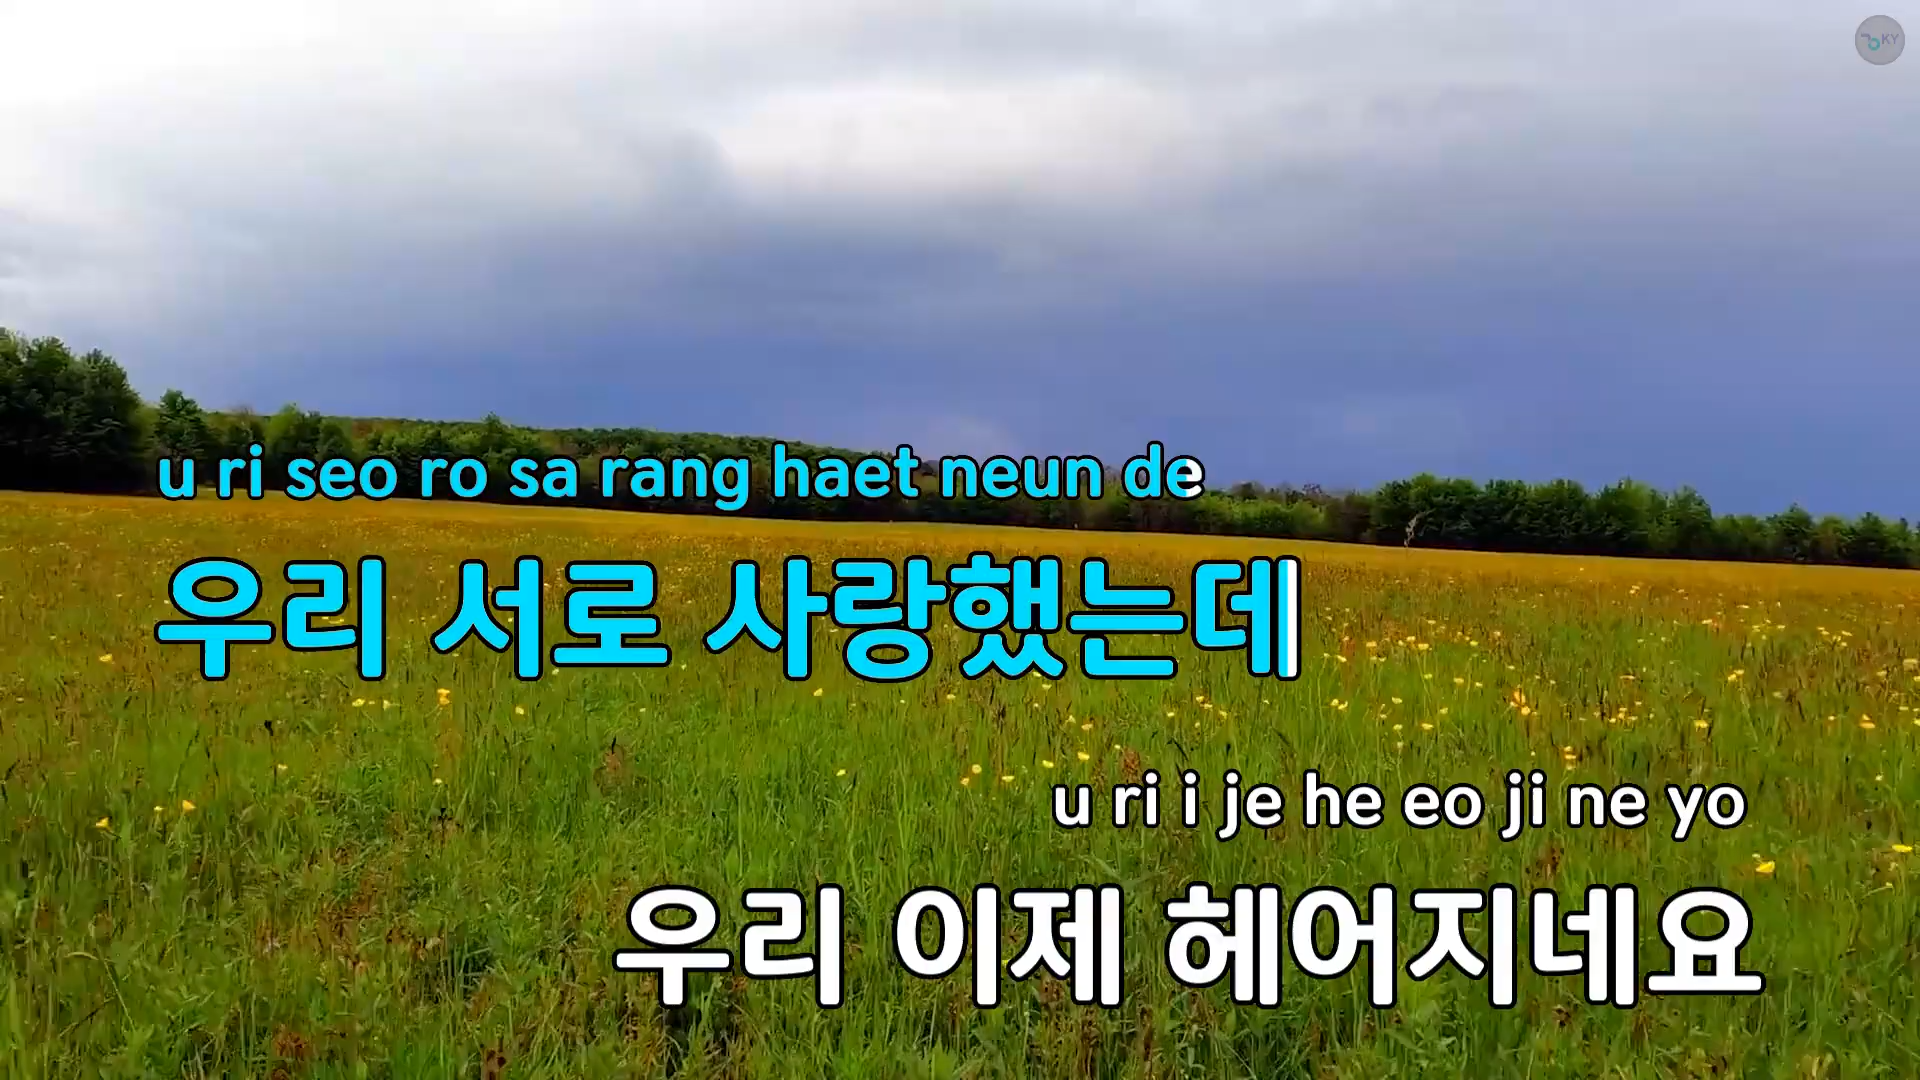 KY
u ri seo ro sa rang haet neun de
우리 서로 사랑했는데
u ri i je he eo ji ne yo
우리 이제 헤어지네요